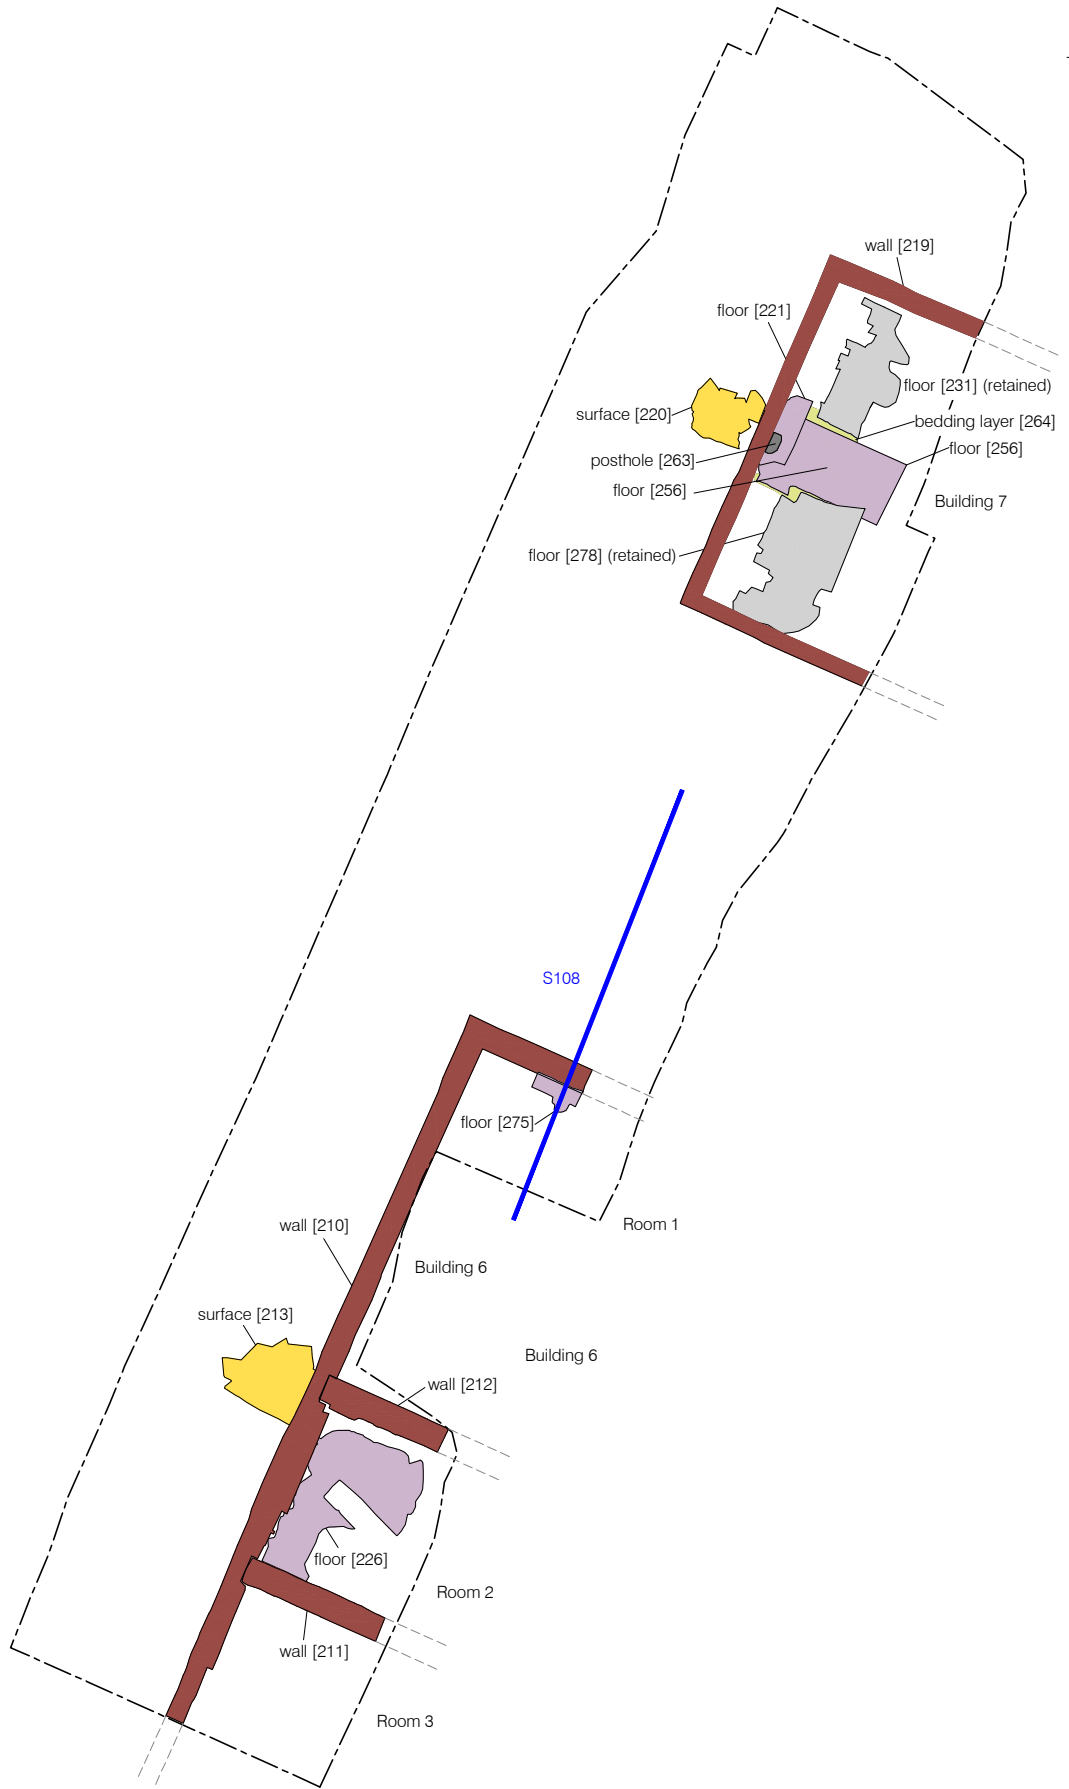 wall [219]
floor [221]
floor [231] (retained)
surface [220]
bedding layer [264]
floor [256]
posthole [263]
floor [256]
Building 7
floor [278] (retained)
S108
floor [275]
Room 1
wall [210]
Building 6
surface [213]
Building 6
wall [212]
floor [226]
Room 2
wall [211]
Room 3